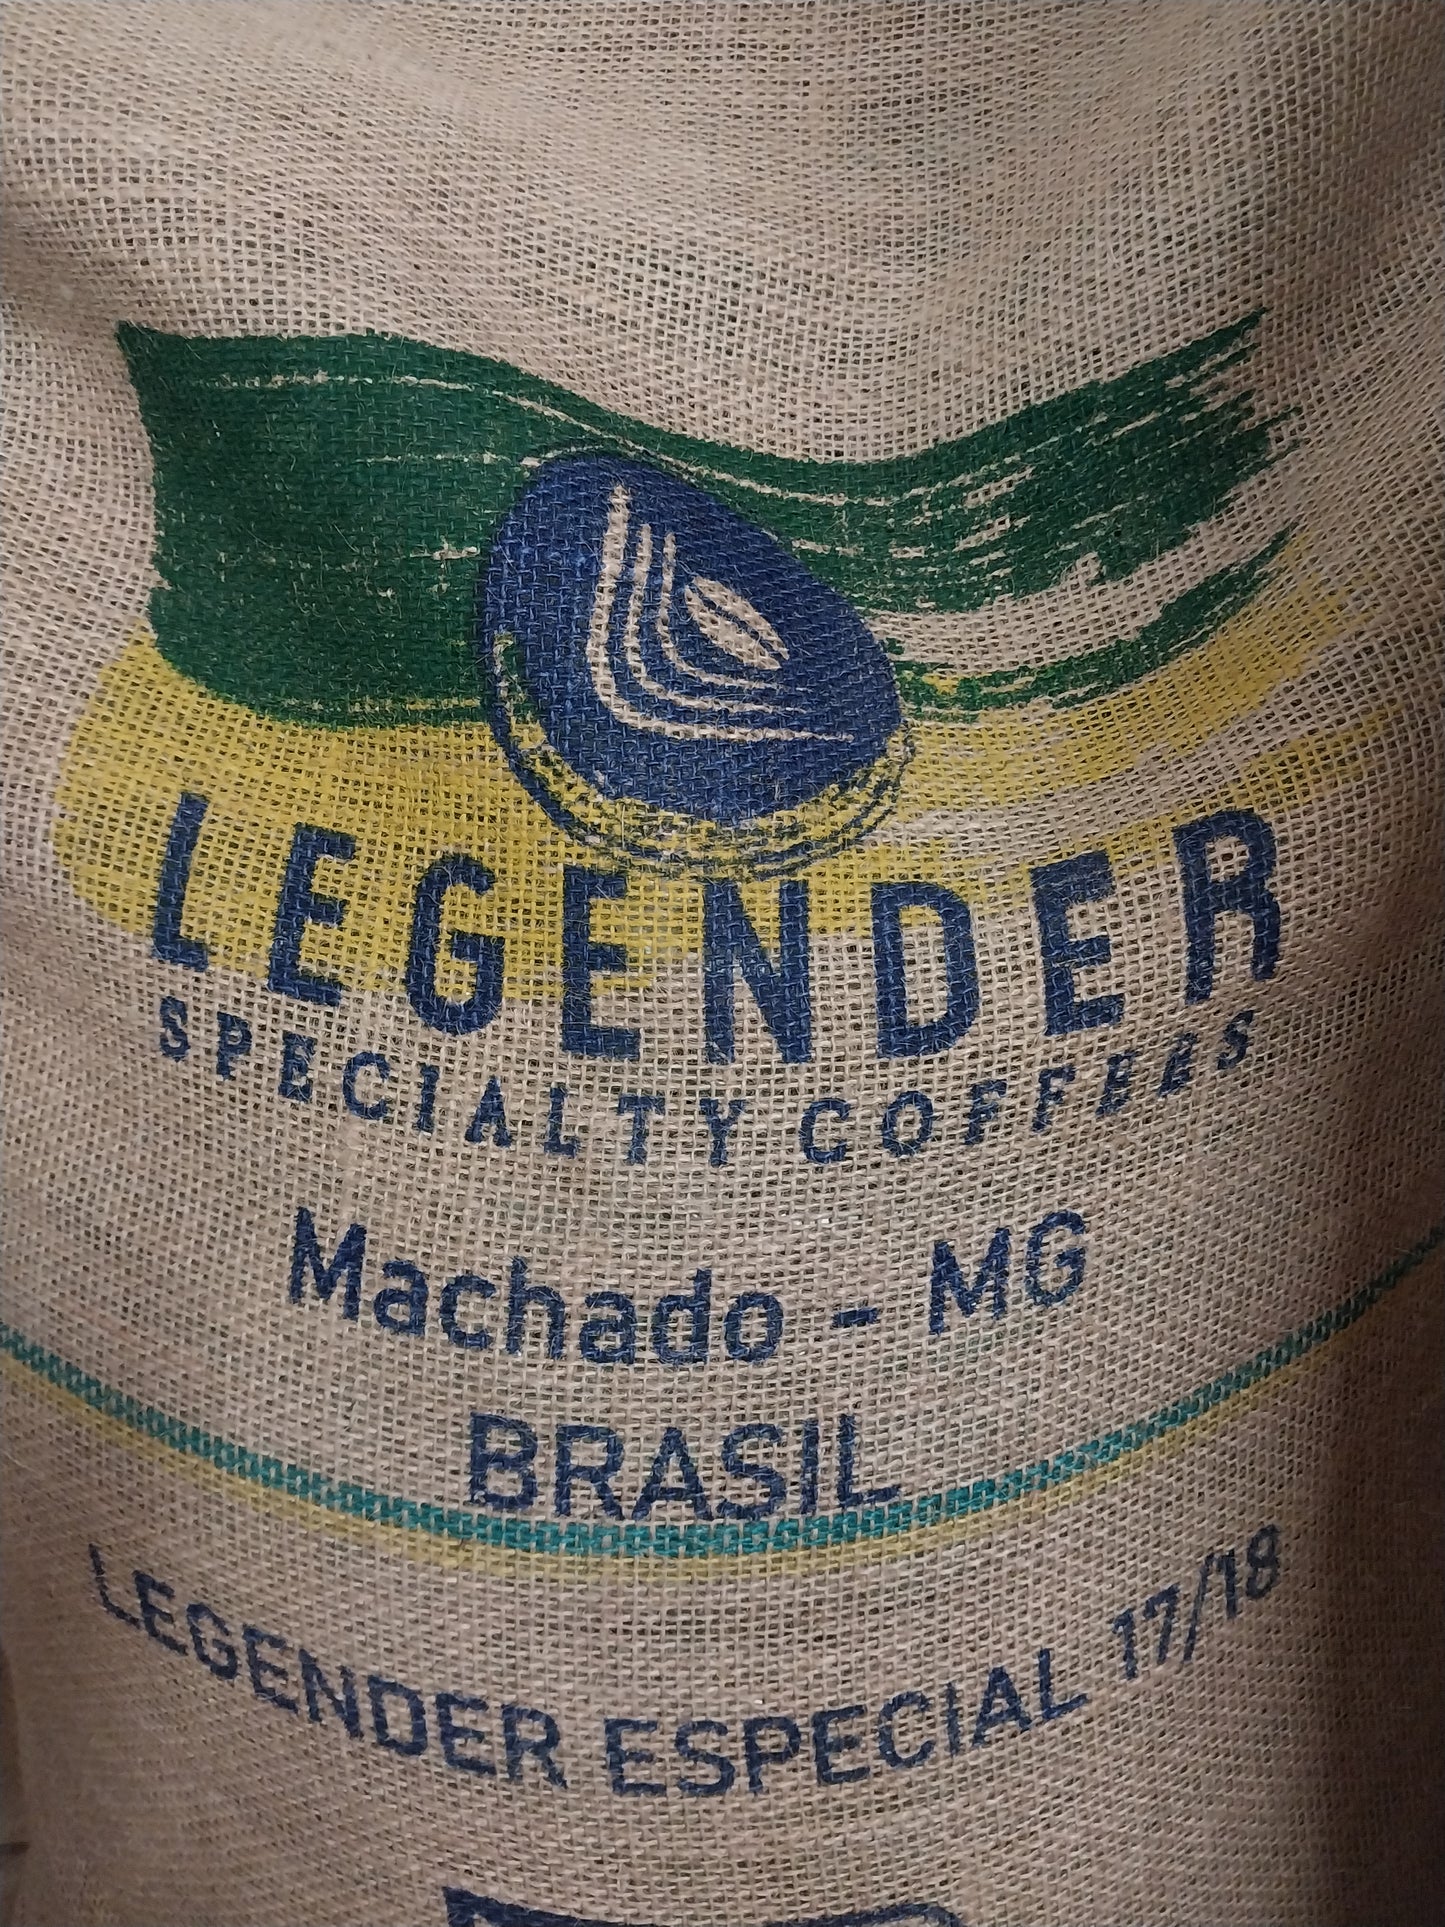 LEGENDER
SPECIALTY COFFEES
Machado - MG
BRASIL
LEGENDER ESPECIAL 17/18